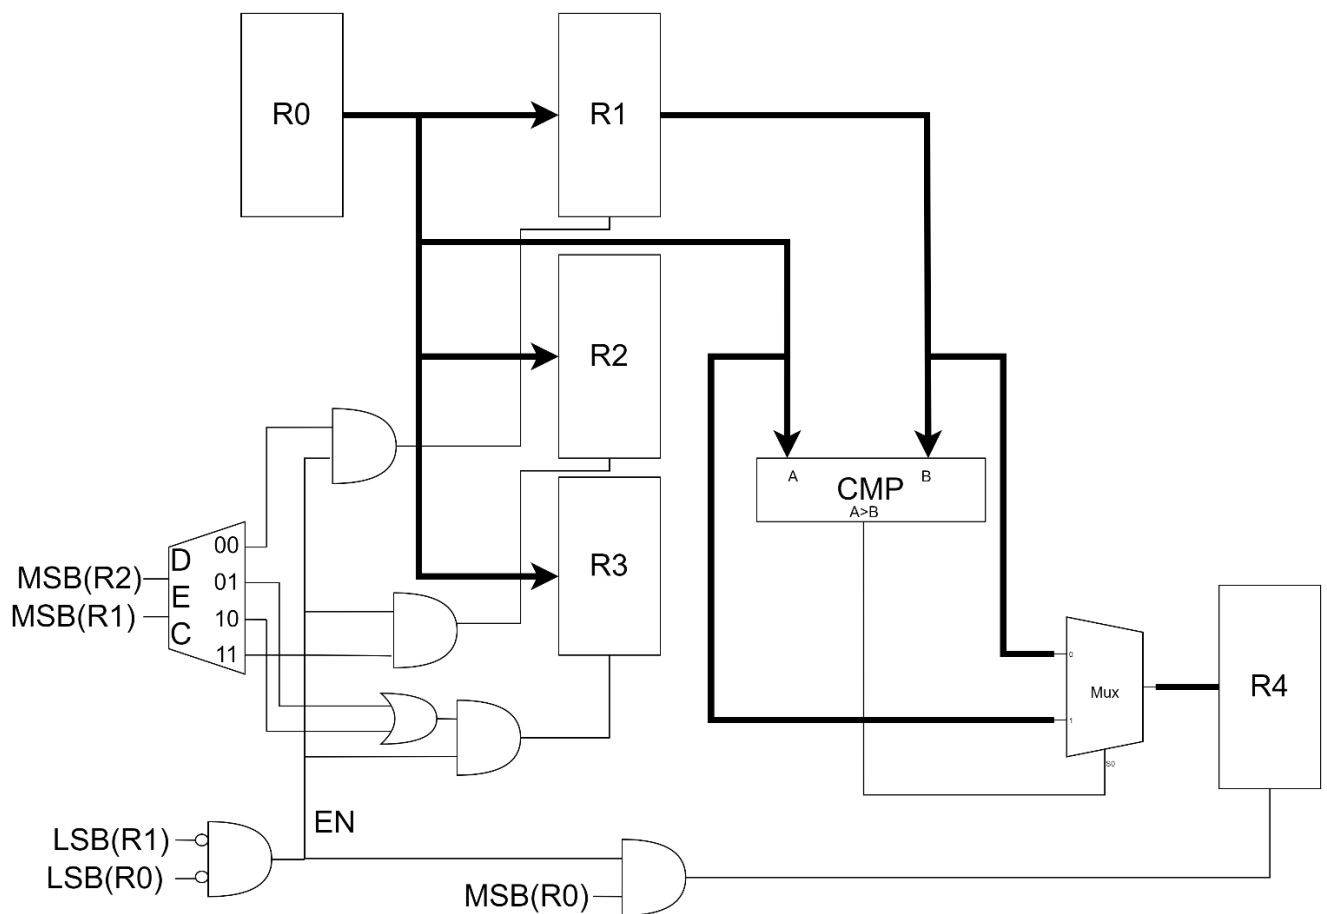 R0
R1
R2
R3
A
B
CMP
A>B
D
E
C
00
01
10
11
MSB(R2)
MSB(R1)
0
Mux
1
S0
R4
EN
LSB(R1)
LSB(R0)
MSB(R0)